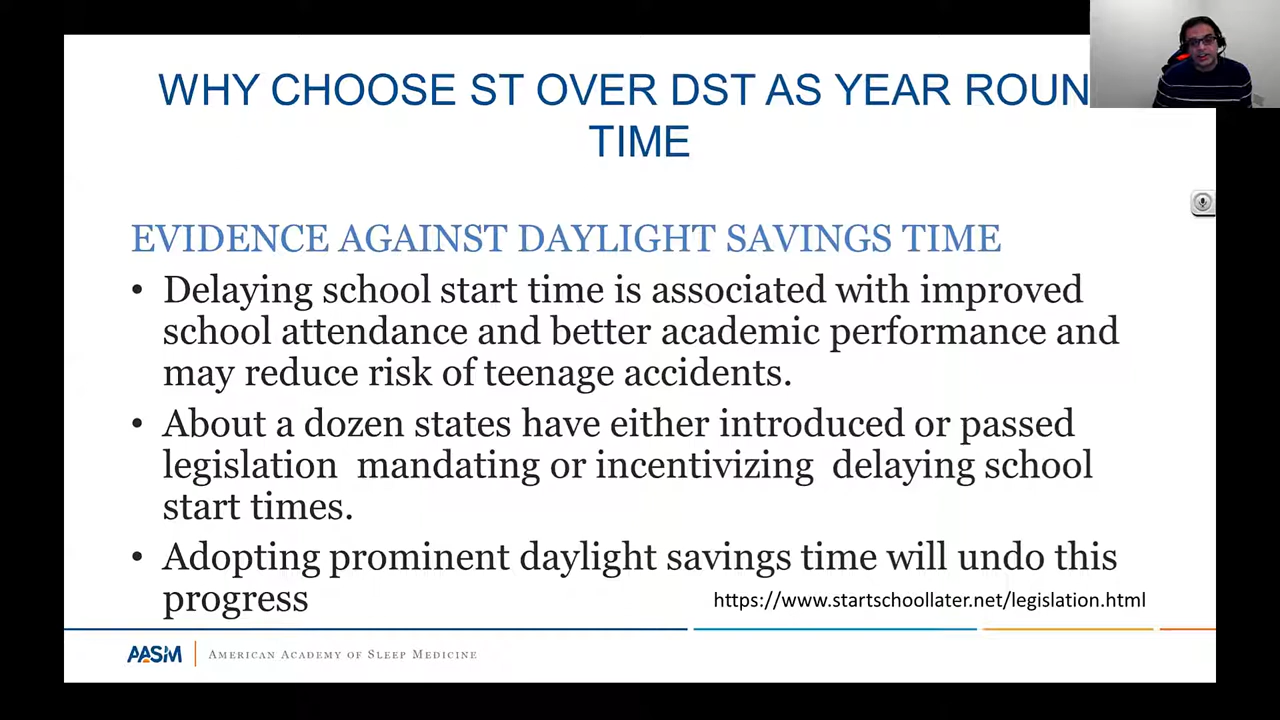 WHY CHOOSE ST OVER DST AS YEAR ROUN
TIME
EVIDENCE AGAINST DAYLIGHT SAVINGS TIME
• Delaying school start time is associated with improved
school attendance and better academic performance and
may reduce risk of teenage accidents.
• About a dozen states have either introduced or passed
legislation mandating or incentivizing delaying school
start times.
• Adopting prominent daylight savings time will undo this
progress
https://www.startschoollater.net/legislation.html
AASM
AMERICAN ACADEMY OF SLEEP MEDICINE